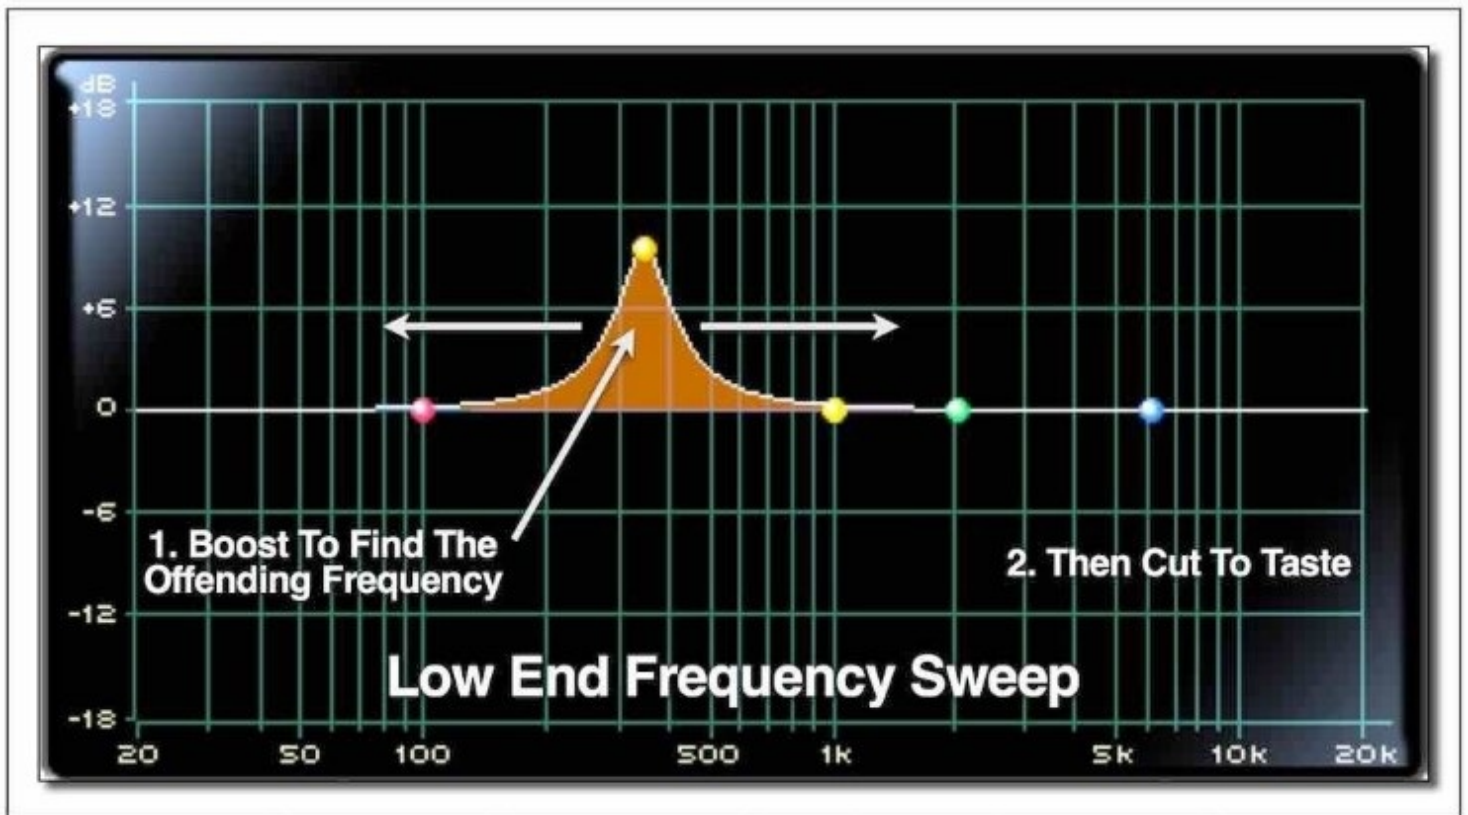 dB
+18
+12
+6
0
-6
1. Boost To Find The
Offending Frequency
2. Then Cut To Taste
-12
Low End Frequency Sweep
-18
20 50 100 500 1k 5k 10k 20k